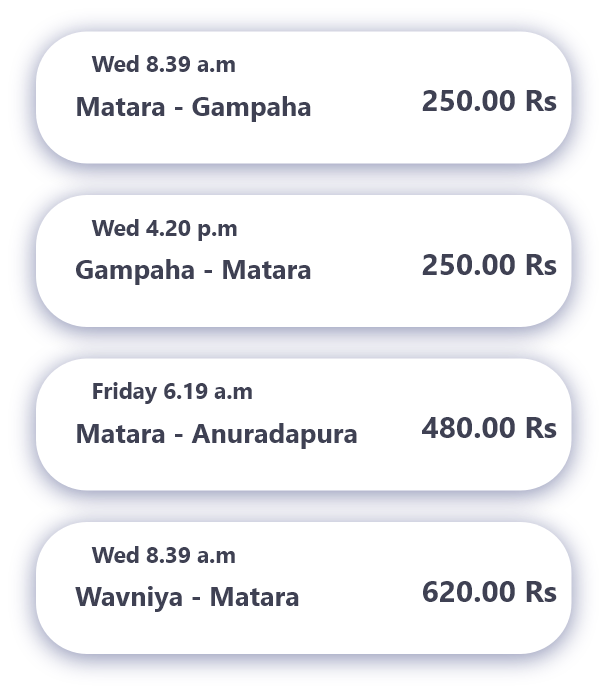 Wed 8.39 a.m
Matara - Gampaha
250.00 Rs
Wed 4.20 p.m
Gampaha - Matara
250.00 Rs
Friday 6.19 a.m
Matara - Anuradapura
480.00 Rs
Wed 8.39 a.m
Wavniya - Matara
620.00 Rs